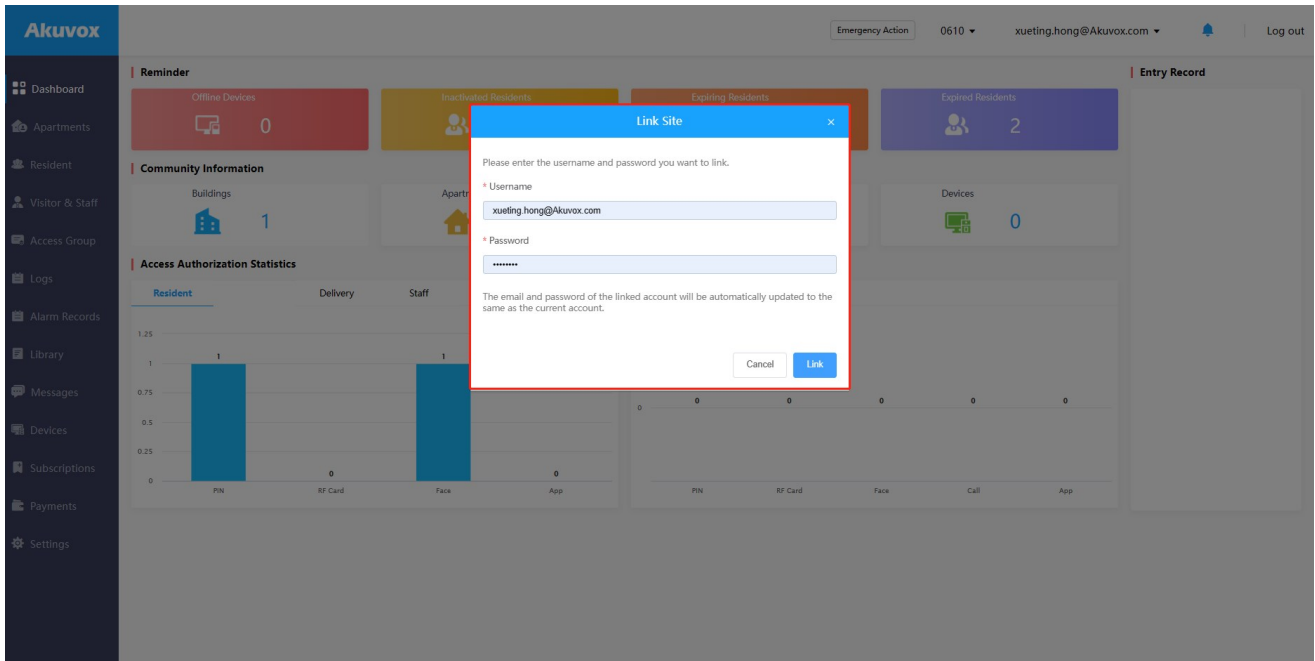 Akuvox
Emergency Action
0610
xueting.hong@Akuvox.com
Log out
Dashboard
Apartments
Resident
Visitor & Staff
Access Group
Logs
Alarm Records
Library
Messages
Devices
Subscriptions
Payments
Settings
Reminder
Offline Devices
0
Inactivated Residents
Expiring Residents
Expired Residents
2
Community Information
Buildings
1
Devices
0
Access Authorization Statistics
Resident
Delivery
Staff
1.25
1
0.75
0.5
0.25
0
1
0
1
0
PIN
RF Card
Face
App
0
0
0
0
0
0
PIN
RF Card
Face
Call
App
Entry Record
Link Site
×
Please enter the username and password you want to link.
* Username
xueting.hong@Akuvox.com
* Password
••••••••
The email and password of the linked account will be automatically updated to the
same as the current account.
Cancel
Link